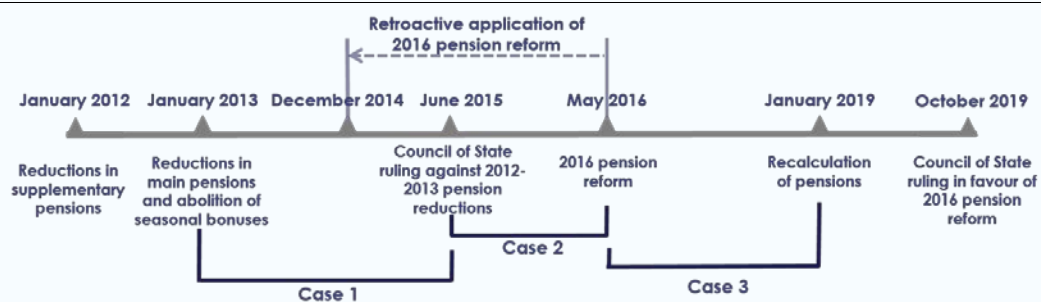 Retroactive application of
2016 pension reform
January 2012
January 2013
December 2014
June 2015
May 2016
January 2019
October 2019
Reductions in
supplementary
pensions
Reductions in
main pensions
and abolition of
seasonal bonuses
Council of State
ruling against 2012-
2013 pension
reductions
2016 pension
reform
Recalculation
of pensions
Council of State
ruling in favour of
2016 pension
reform
Case 1
Case 2
Case 3